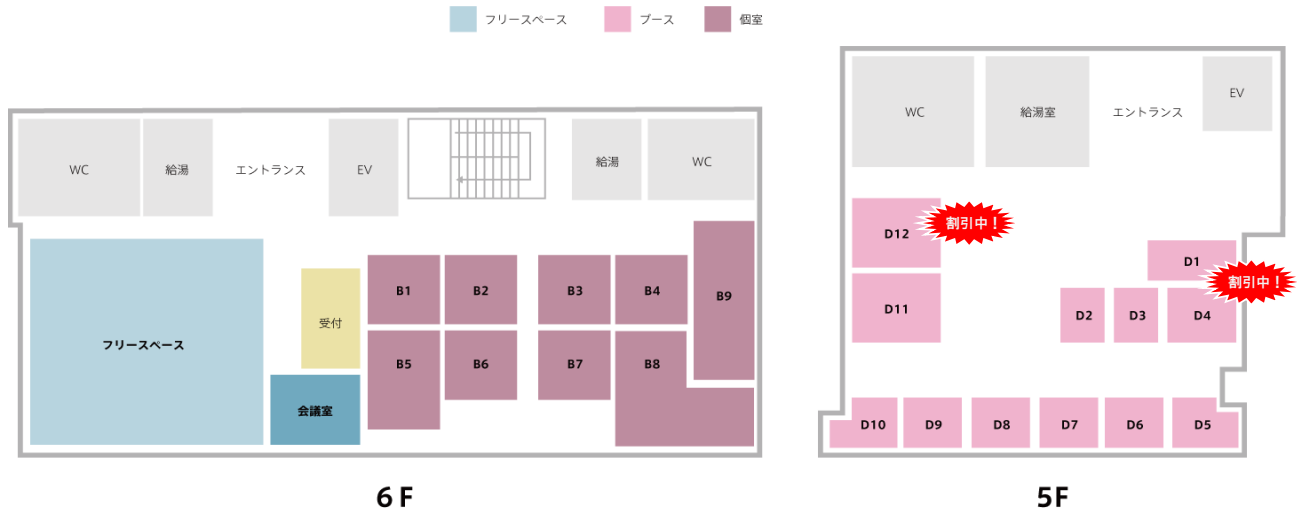 フリースペース
ブース
個室
WC
給湯
エントランス
EV
給湯
WC
フリースペース
受付
会議室
B1
B2
B3
B4
B9
B5
B6
B7
B8
6F
WC
給湯室
エントランス
EV
D12
割引中！
D1
割引中！
D11
D2
D3
D4
D10
D9
D8
D7
D6
D5
5F